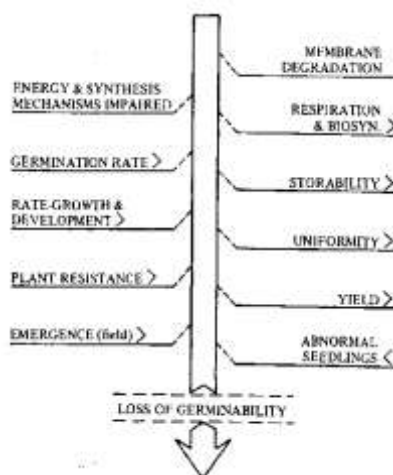 MEMBRANE
DEGRADATION
ENERGY & SYNTHESIS
MECHANISMS IMPAIRED
RESPIRATION
& BIOSYN.
GERMINATION RATE >
STORABILITY >
RATE-GROWTH &
DEVELOPMENT >
UNIFORMITY >
PLANT RESISTANCE >
YIELD >
EMERGENCE (field) >
ABNORMAL
SEEDLINGS <
LOSS OF GERMINABILITY